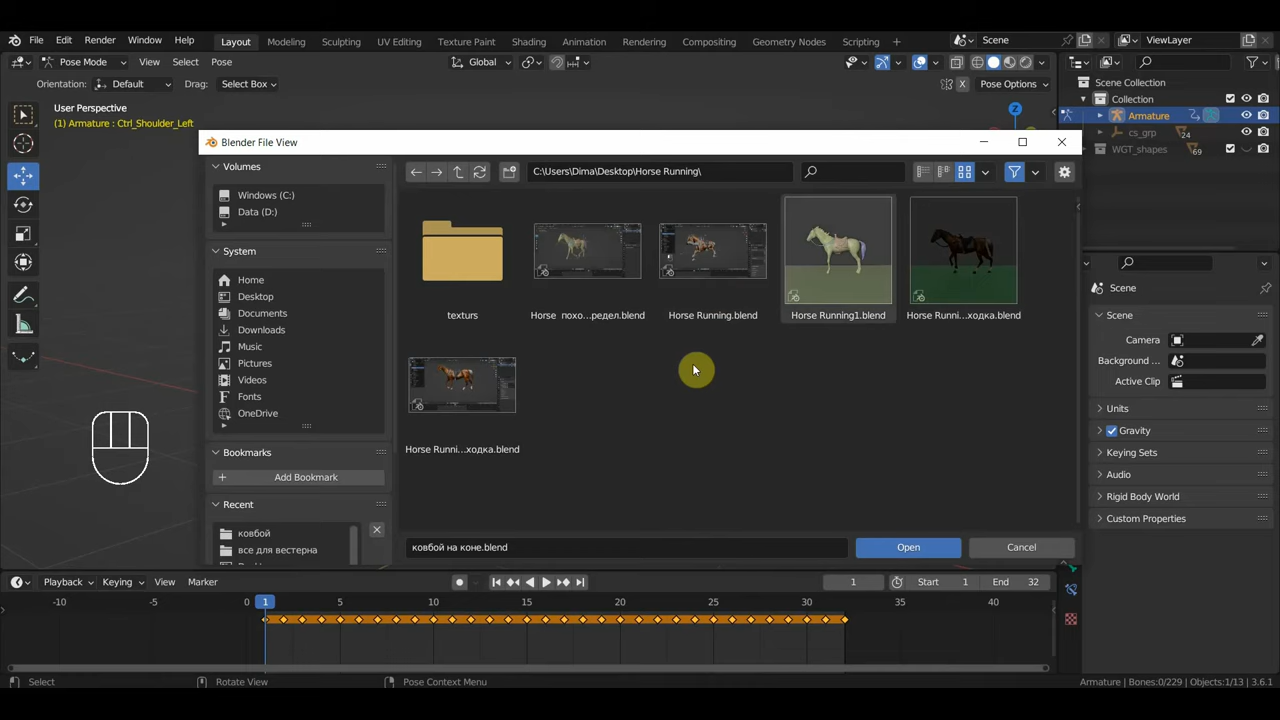 File Edit Render Window Help Layout Modeling Sculpting UV Editing Texture Paint Shading Animation Rendering Compositing Geometry Nodes Scripting + Scene ViewLayer
Pose Mode View Select Pose Global
Orientation: Default Drag: Select Box X Pose Options
User Perspective
(1) Armature : Ctrl_Shoulder_Left
Z
Scene Collection
Collection
Armature
cs_grp 24
WGT_shapes 69
Blender File View
Volumes
Windows (C:)
Data (D:)
System
Home
Desktop
Documents
Downloads
Music
Pictures
Videos
Fonts
OneDrive
Bookmarks
Add Bookmark
Recent
ковбой
все для вестерна
C:\Users\Dima\Desktop\Horse Running\
texturs
Horse похо...редел.blend
Horse Running.blend
Horse Running1.blend
Horse Runni...ходка.blend
Horse Runni...ходка.blend
ковбой на коне.blend
Open
Cancel
Scene
Scene
Camera
Background ...
Active Clip
Units
Gravity
Keying Sets
Audio
Rigid Body World
Custom Properties
Playback Keying View Marker 1 Start 1 End 32
-10 -5 0 1 5 10 15 20 25 30 35 40
Select Rotate View Pose Context Menu Armature | Bones:0/229 | Objects:1/13 | 3.6.1